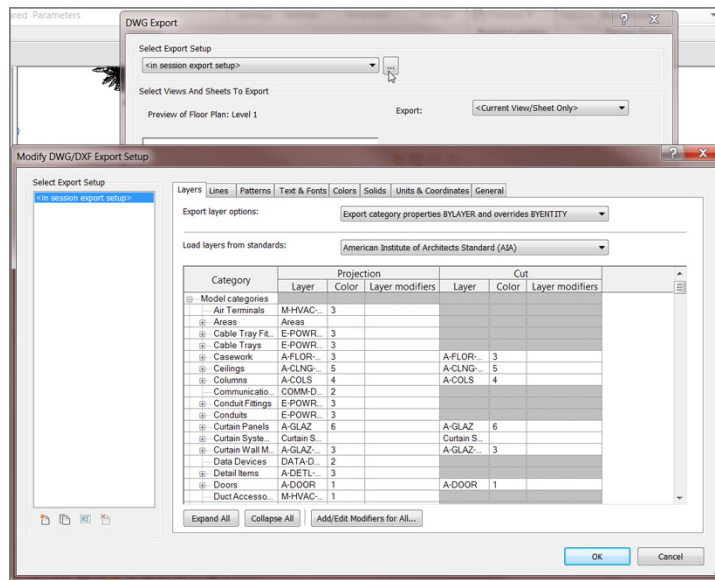 ared Parameters
DWG Export
Select Export Setup
<in session export setup>
...
Select Views And Sheets To Export
Preview of Floor Plan: Level 1
Export:
<Current View/Sheet Only>
Modify DWG/DXF Export Setup
Select Export Setup
<in session export setup>
Layers Lines Patterns Text & Fonts Colors Solids Units & Coordinates General
Export layer options:
Export category properties BYLAYER and overrides BYENTITY
Load layers from standards:
American Institute of Architects Standard (AIA)
Category Projection Cut
Layer Color Layer modifiers Layer Color Layer modifiers
Model categories
Air Terminals M-HVAC-... 3
Areas Areas
Cable Tray Fit... E-POWR... 3
Cable Trays E-POWR... 3
Casework A-FLOR-... 3 A-FLOR-... 3
Ceilings A-CLNG-... 5 A-CLNG-... 5
Columns A-COLS 4 A-COLS 4
Communicatio... COMM-D... 2
Conduit Fittings E-POWR... 3
Conduits E-POWR... 3
Curtain Panels A-GLAZ 6 A-GLAZ 6
Curtain Syste... Curtain S... Curtain S...
Curtain Wall M... A-GLAZ-... 3 A-GLAZ-... 3
Data Devices DATA-D... 2
Detail Items A-DETL-... 3
Doors A-DOOR 1 A-DOOR 1
Duct Accesso... M-HVAC-... 1
Expand All Collapse All Add/Edit Modifiers for All...
OK Cancel